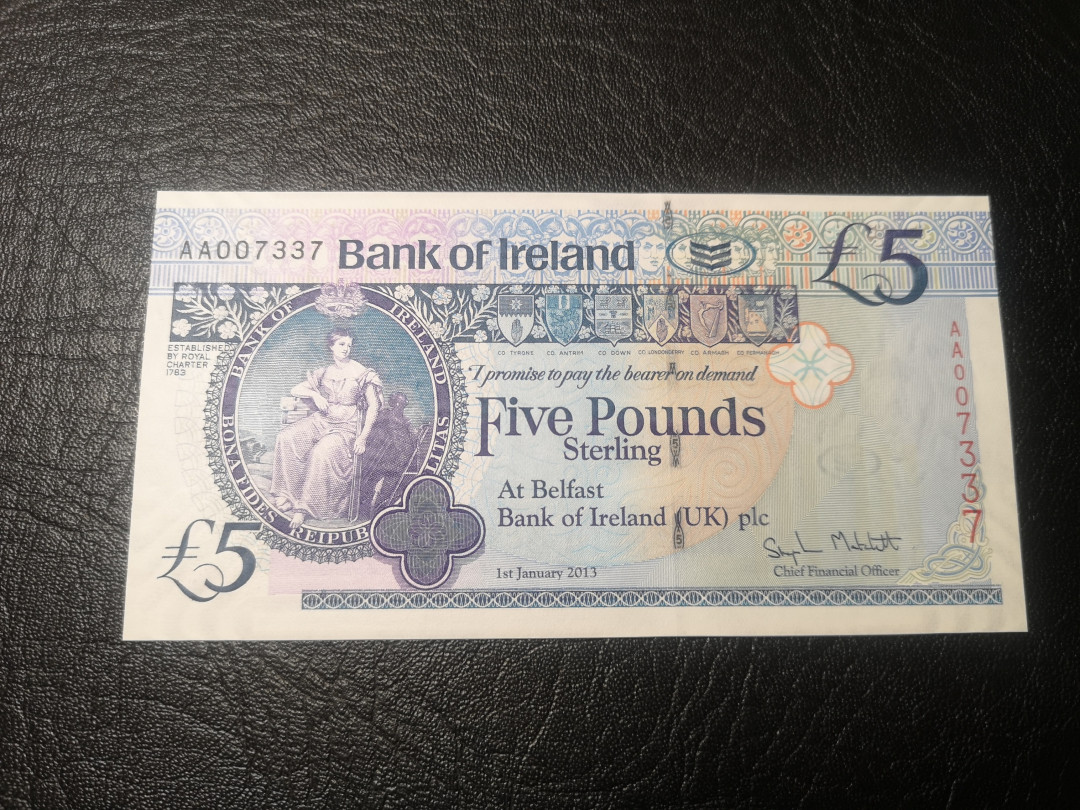 AA007337 Bank of Ireland £5
ESTABLISHED
BY ROYAL
CHARTER
1783
BANK OF IRELAND
BONA FIDES REIPUB LITAS
CO TYRONE CO. ANTRIM CO. DOWN CO. LONDONDERRY CO. ARMAGH CO. FERMANAGH
I promise to pay the bearer on demand
Five Pounds
Sterling
At Belfast
Bank of Ireland (UK) plc
1st January 2013
Chief Financial Officer
£5
AA007337